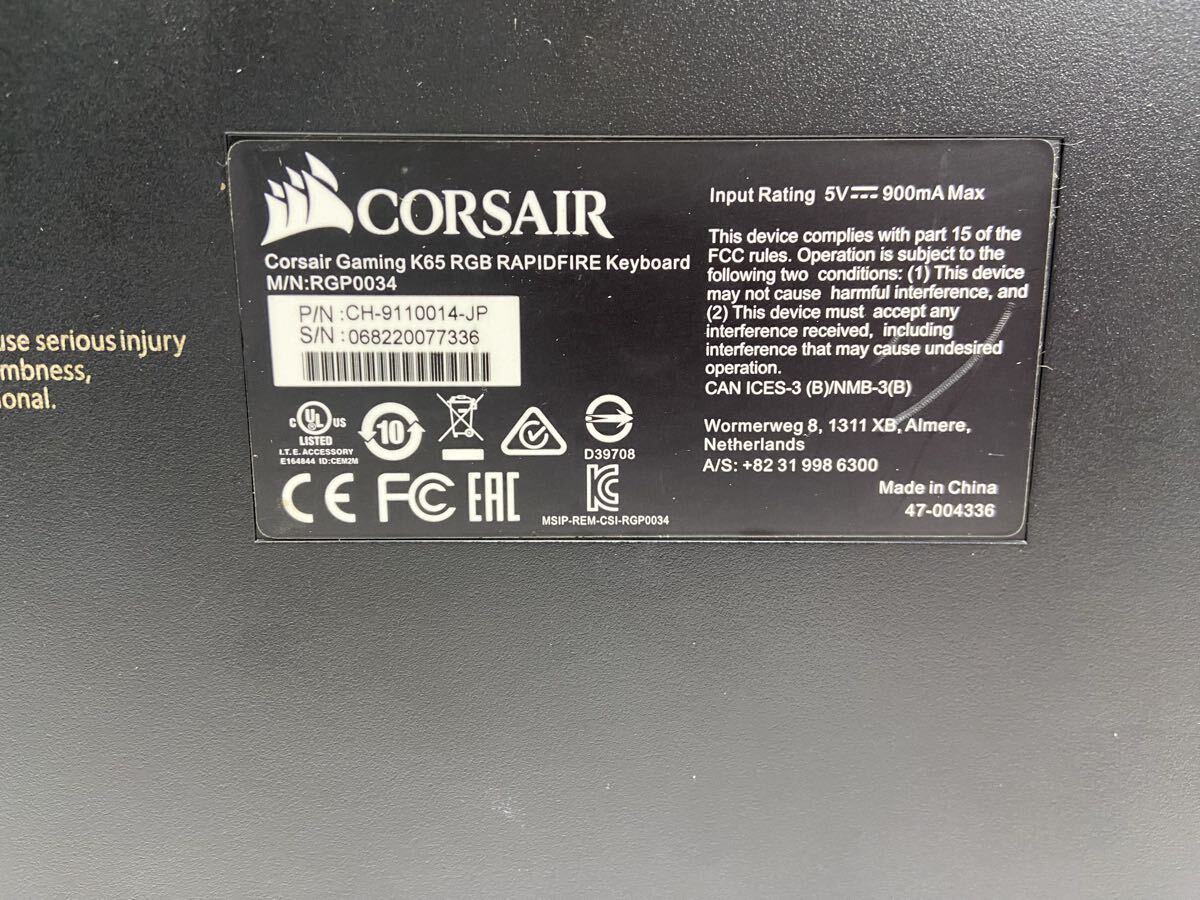 use serious injury
mbness,
onal.
CORSAIR
Corsair Gaming K65 RGB RAPIDFIRE Keyboard
M/N:RGP0034
P/N :CH-9110014-JP
S/N : 068220077336
C UL US
LISTED
I.T.E. ACCESSORY
E164844 ID:CEM2M
10
D39708
CE FC EAC
MSIP-REM-CSI-RGP0034
Input Rating 5V⎓900mA Max
This device complies with part 15 of the
FCC rules. Operation is subject to the
following two conditions: (1) This device
may not cause harmful interference, and
(2) This device must accept any
interference received, including
interference that may cause undesired
operation.
CAN ICES-3 (B)/NMB-3(B)
Wormerweg 8, 1311 XB, Almere,
Netherlands
A/S: +82 31 998 6300
Made in China
47-004336